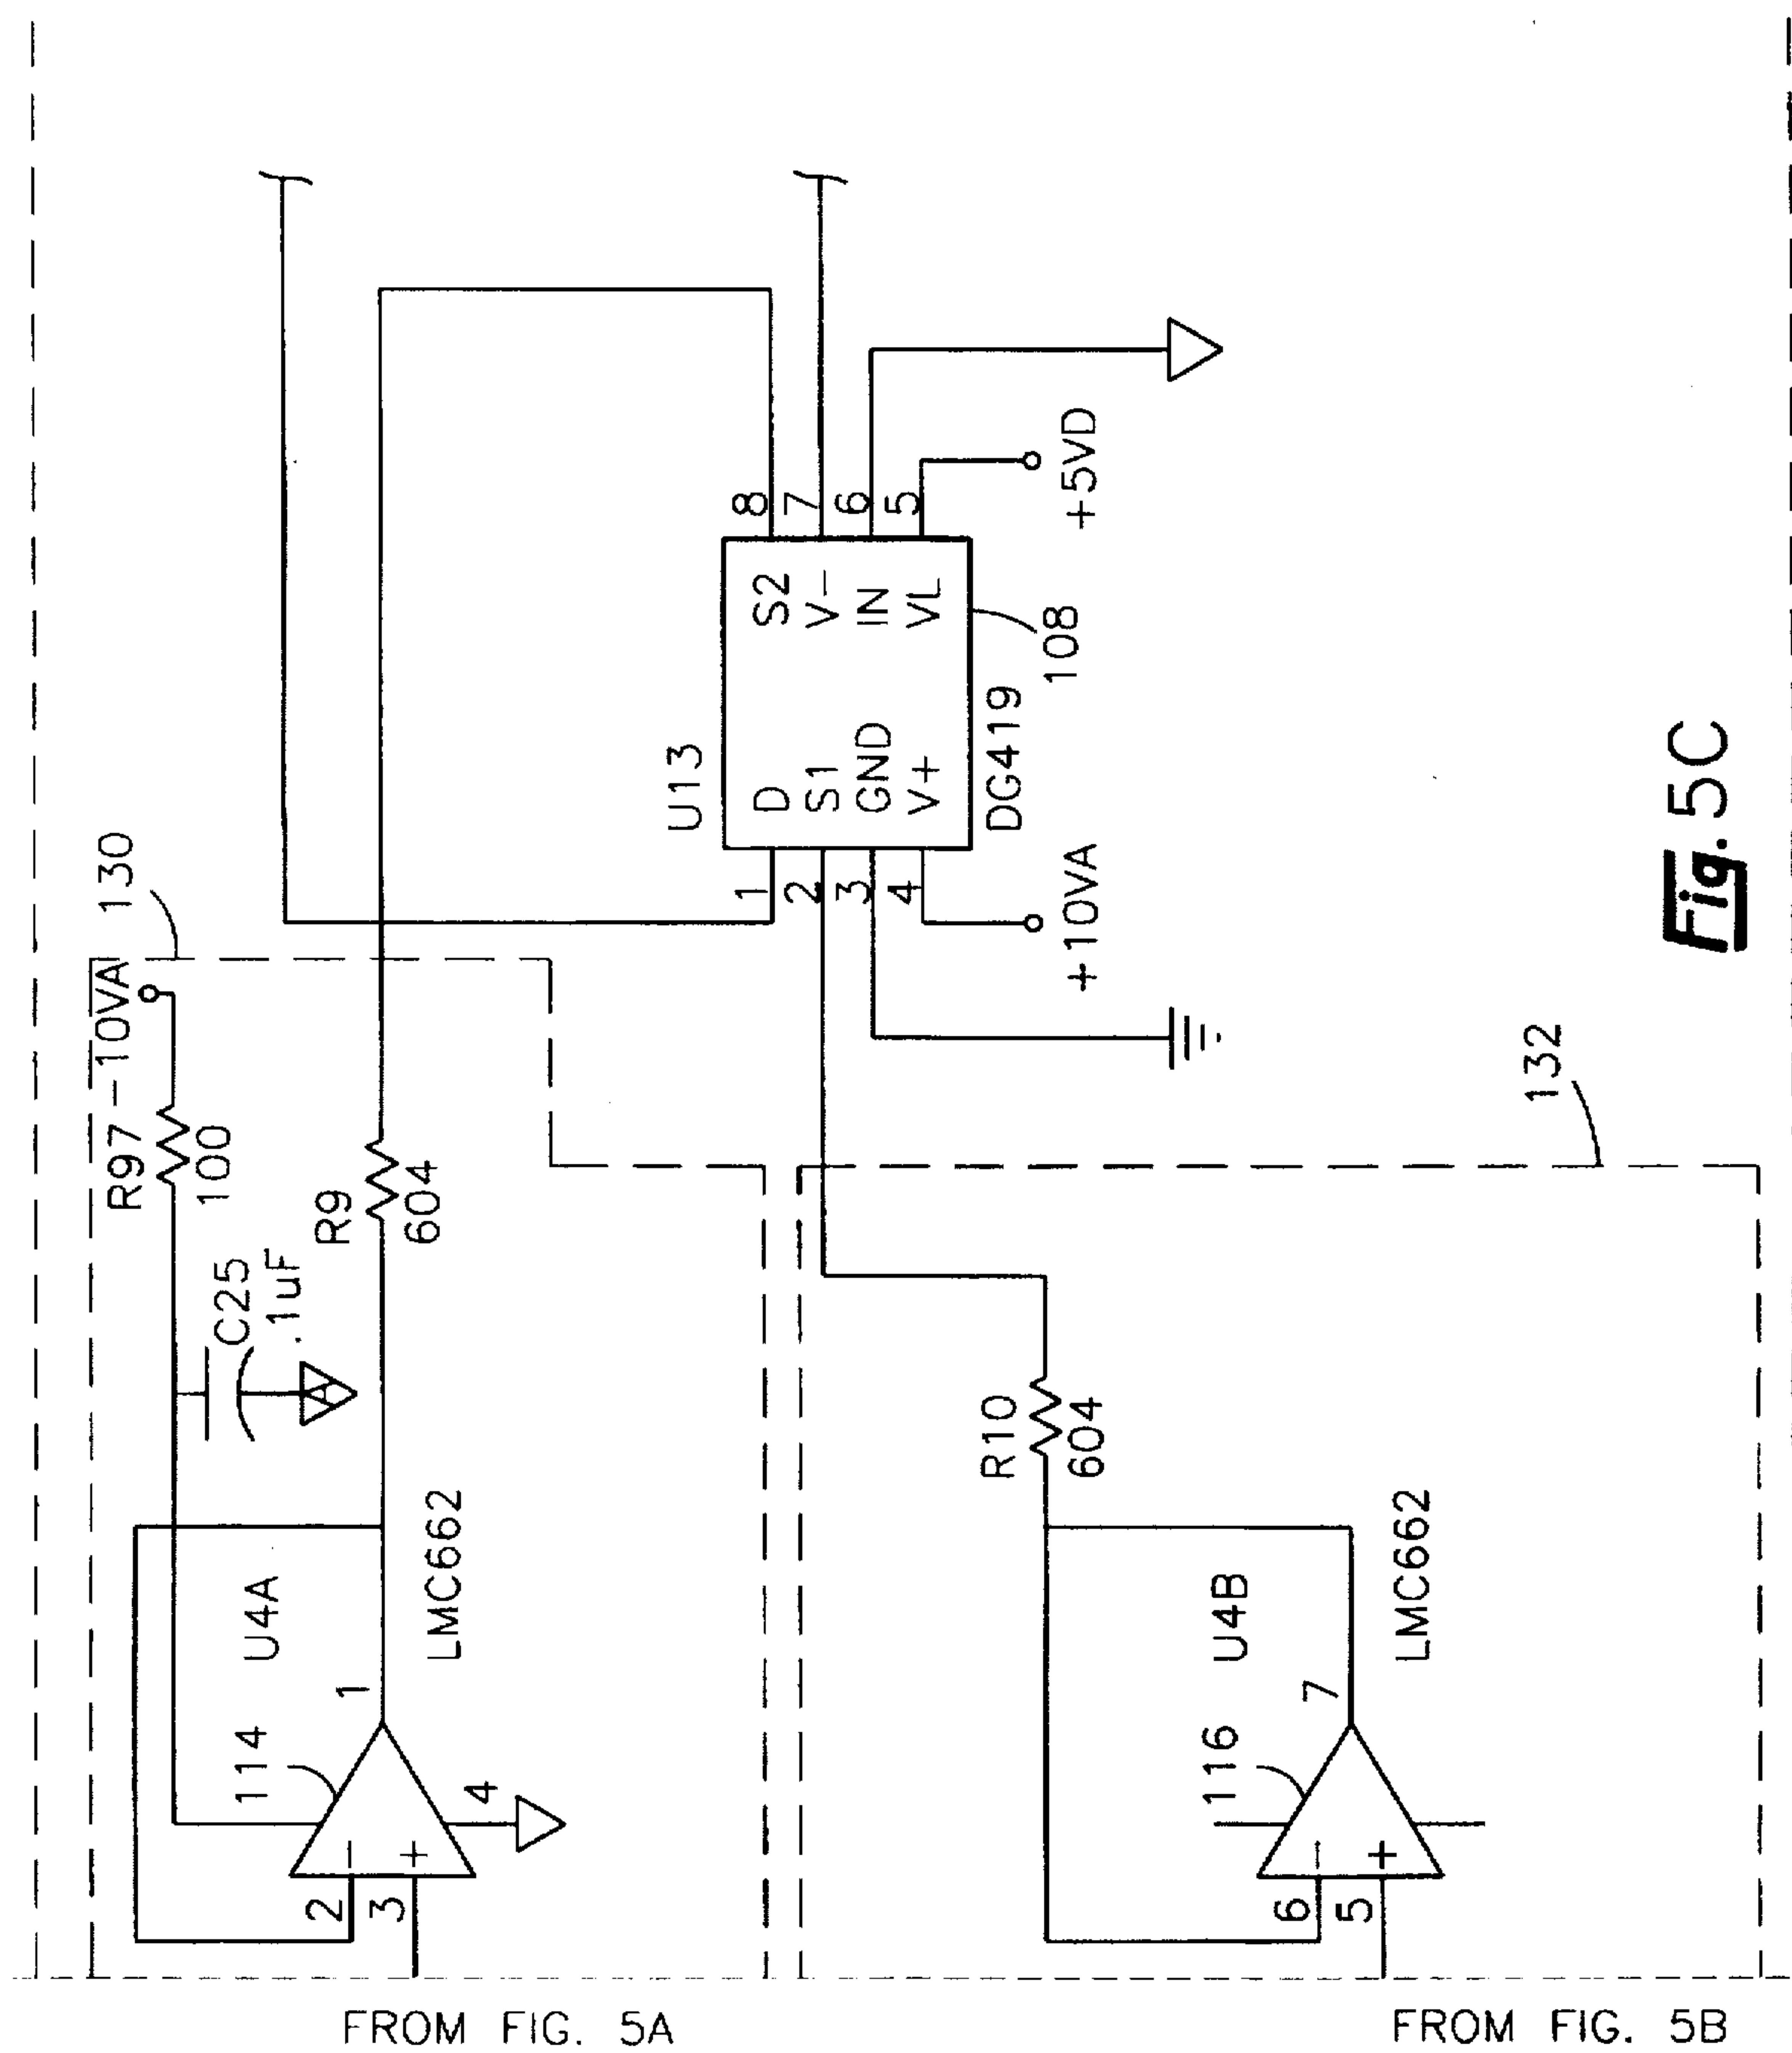 130
R97
-10VA
100
C25
.1uF
R9
604
U4A
114
1
2
3
4
LMC662
U13
D
S1
GND
V+
S2
V-
IN
VL
1
2
3
4
8
7
6
5
DG419
108
+10VA
+5VD
132
R10
604
U4B
116
7
6
5
LMC662
FROM FIG. 5A
FROM FIG. 5B
Fig. 5C